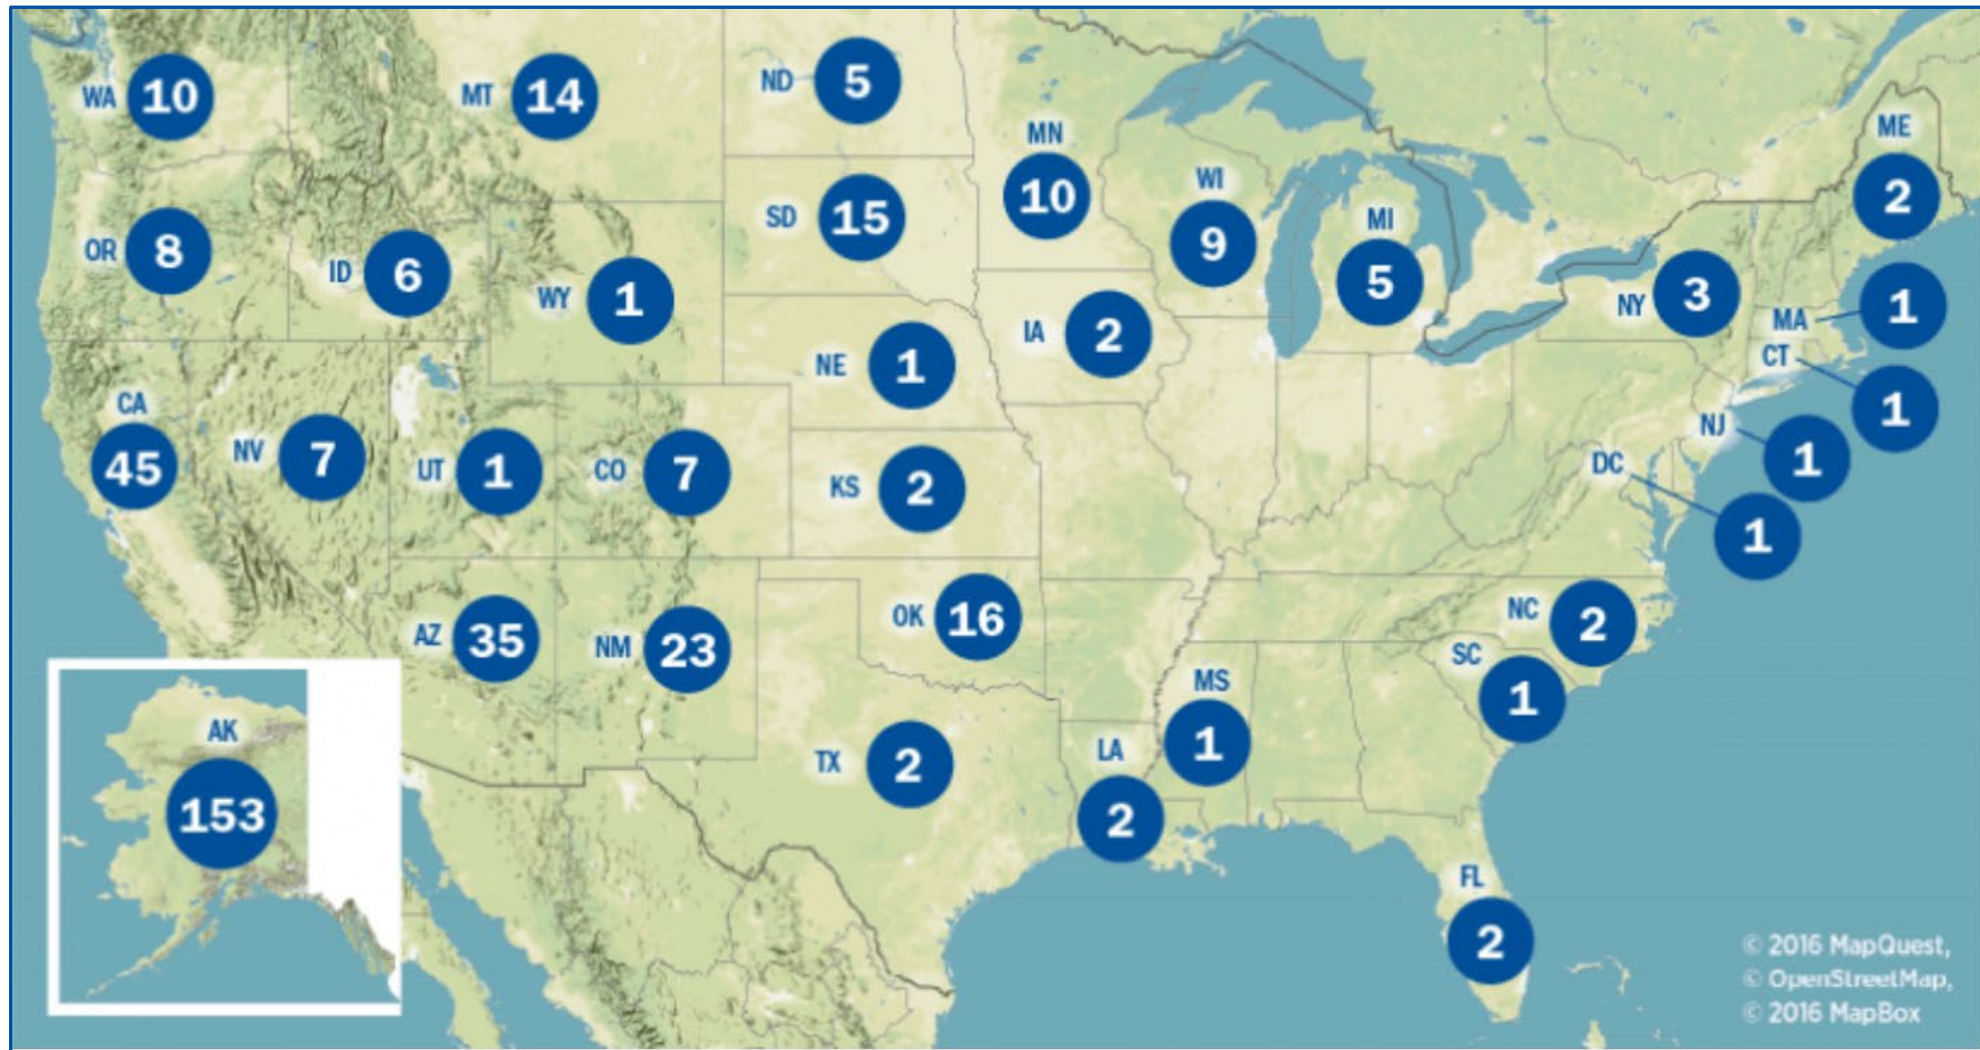 WA 10
MT 14
ND 5
MN
10
ME
2
OR 8
ID 6
WY 1
SD 15
WI
9
MI
5
NY 3
MA 1
CT 1
IA 2
NE 1
CA
45
NV 7
UT 1
CO 7
KS 2
NJ 1
DC 1
AZ 35
NM 23
OK 16
NC 2
SC
1
MS
1
TX 2
LA
2
AK
153
FL
2
© 2016 MapQuest,
© OpenStreetMap,
© 2016 MapBox